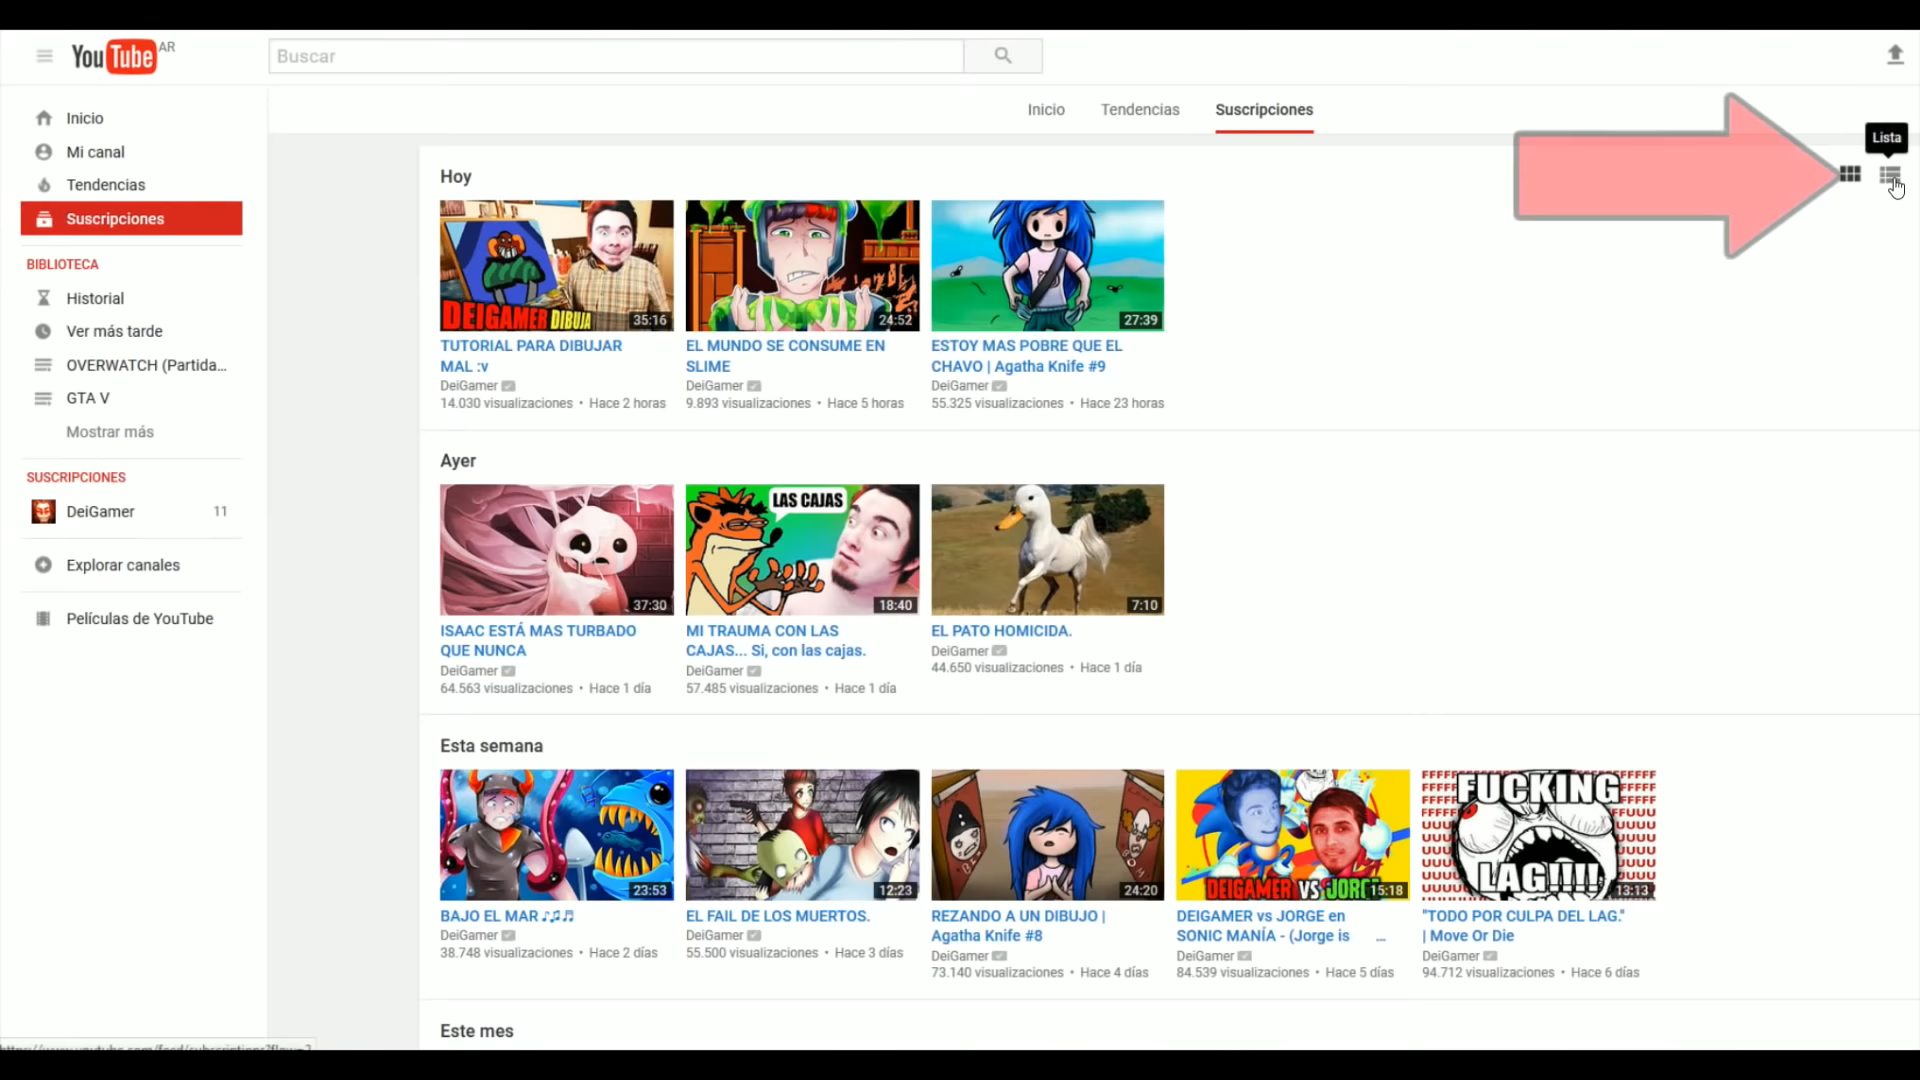 YouTube AR
Buscar
Inicio
Tendencias
Suscripciones
Lista
Inicio
Mi canal
Tendencias
Suscripciones
BIBLIOTECA
Historial
Ver más tarde
OVERWATCH (Partida...
GTA V
Mostrar más
SUSCRIPCIONES
DeiGamer 11
Explorar canales
Películas de YouTube
Hoy
DEIGAMER DIBUJA
35:16
TUTORIAL PARA DIBUJAR
MAL :v
DeiGamer
14.030 visualizaciones • Hace 2 horas
24:52
EL MUNDO SE CONSUME EN
SLIME
DeiGamer
9.893 visualizaciones • Hace 5 horas
27:39
ESTOY MAS POBRE QUE EL
CHAVO | Agatha Knife #9
DeiGamer
55.325 visualizaciones • Hace 23 horas
Ayer
37:30
ISAAC ESTÁ MAS TURBADO
QUE NUNCA
DeiGamer
64.563 visualizaciones • Hace 1 día
LAS CAJAS
18:40
MI TRAUMA CON LAS
CAJAS... Si, con las cajas.
DeiGamer
57.485 visualizaciones • Hace 1 día
7:10
EL PATO HOMICIDA.
DeiGamer
44.650 visualizaciones • Hace 1 día
Esta semana
23:53
BAJO EL MAR ♪♫♬
DeiGamer
38.748 visualizaciones • Hace 2 días
12:23
EL FAIL DE LOS MUERTOS.
DeiGamer
55.500 visualizaciones • Hace 3 días
24:20
REZANDO A UN DIBUJO |
Agatha Knife #8
DeiGamer
73.140 visualizaciones • Hace 4 días
DEIGAMER VS JORGE
15:18
DEIGAMER vs JORGE en
SONIC MANÍA - (Jorge is ...
DeiGamer
84.539 visualizaciones • Hace 5 días
FUCKING
LAG!!!!
13:13
"TODO POR CULPA DEL LAG."
| Move Or Die
DeiGamer
94.712 visualizaciones • Hace 6 días
Este mes